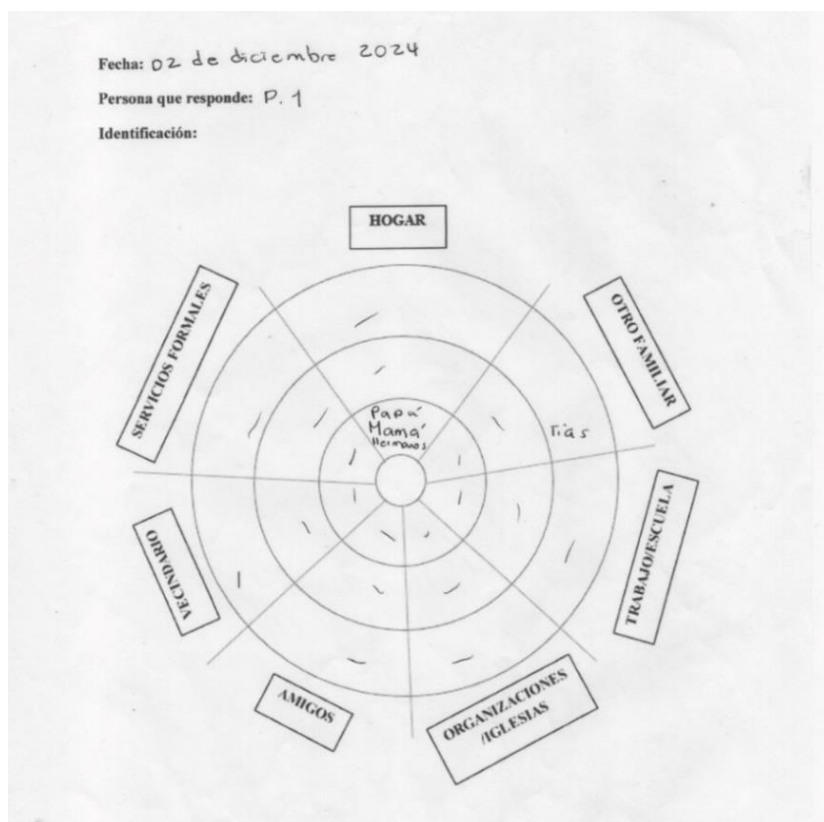 Fecha: 02 de diciembre 2024
Persona que responde: P. 1
Identificación:
HOGAR
SERVICIOS FORMALES
OTRO FAMILIAR
Papá
Mamá
Hermanos
Tías
TRABAJO/ESCUELA
VECINDARIO
AMIGOS
ORGANIZACIONES
/IGLESIAS